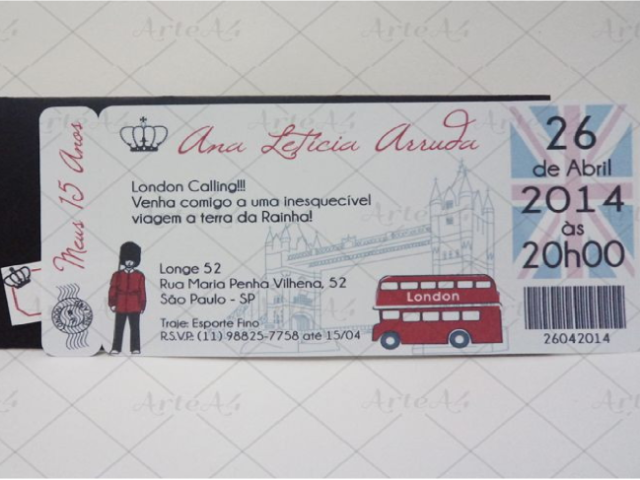 Meus 15 Anos
Ana Letícia Arruda
London Calling!!!
Venha comigo a uma inesquecível
viagem a terra da Rainha!
Longe 52
Rua Maria Penha Vilhena, 52
São Paulo - SP
Traje: Esporte Fino
R.S.V.P. (11) 98825-7758 até 15/04
London
26
de Abril
2014
às
20h00
26042014
ArteA4